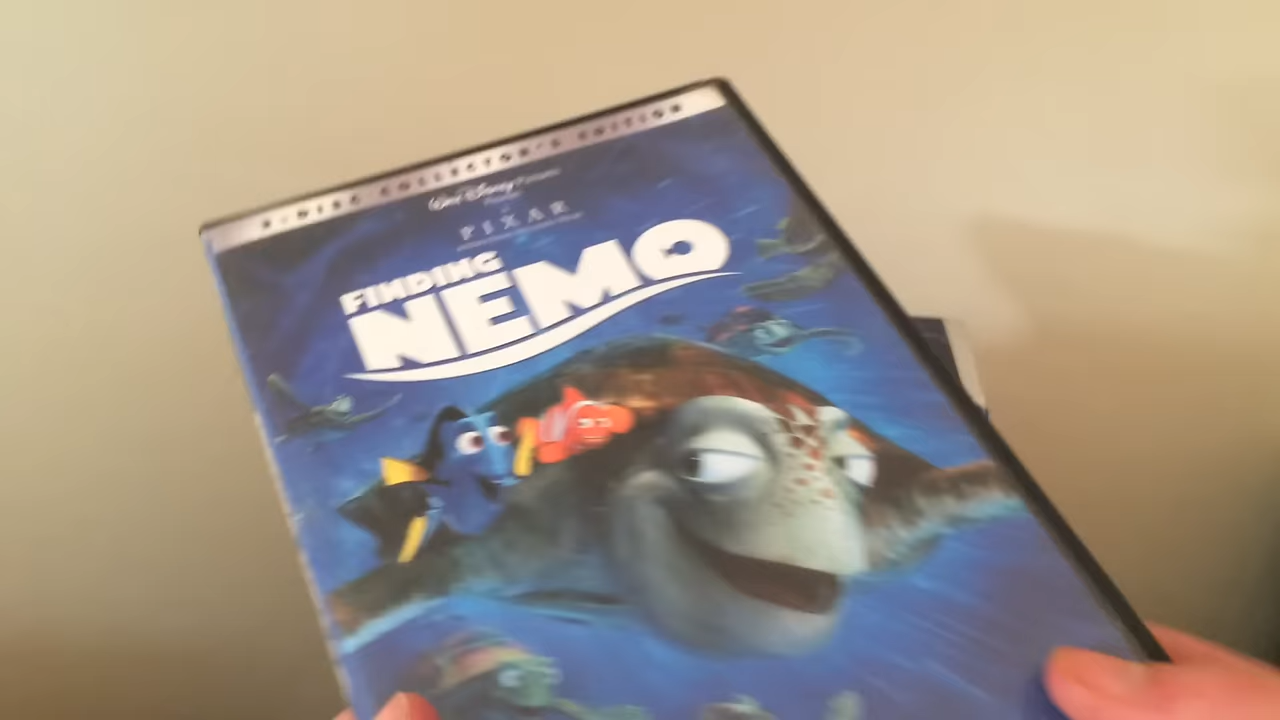 2-DISC COLLECTOR'S EDITION
Walt Disney Pictures
PIXAR
FINDING
NEMO